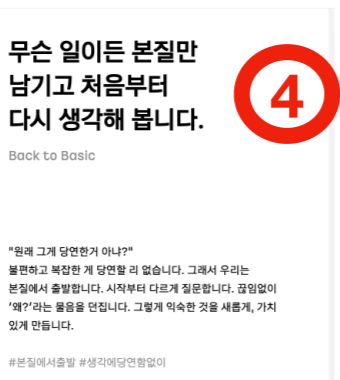 무슨 일이든 본질만
남기고 처음부터
다시 생각해 봅니다.
4
Back to Basic
"원래 그게 당연한거 아냐?"
불편하고 복잡한 게 당연할 리 없습니다. 그래서 우리는
본질에서 출발합니다. 시작부터 다르게 질문합니다. 끊임없이
‘왜?’라는 물음을 던집니다. 그렇게 익숙한 것을 새롭게, 가치
있게 만듭니다.
#본질에서출발 #생각에당연함없이